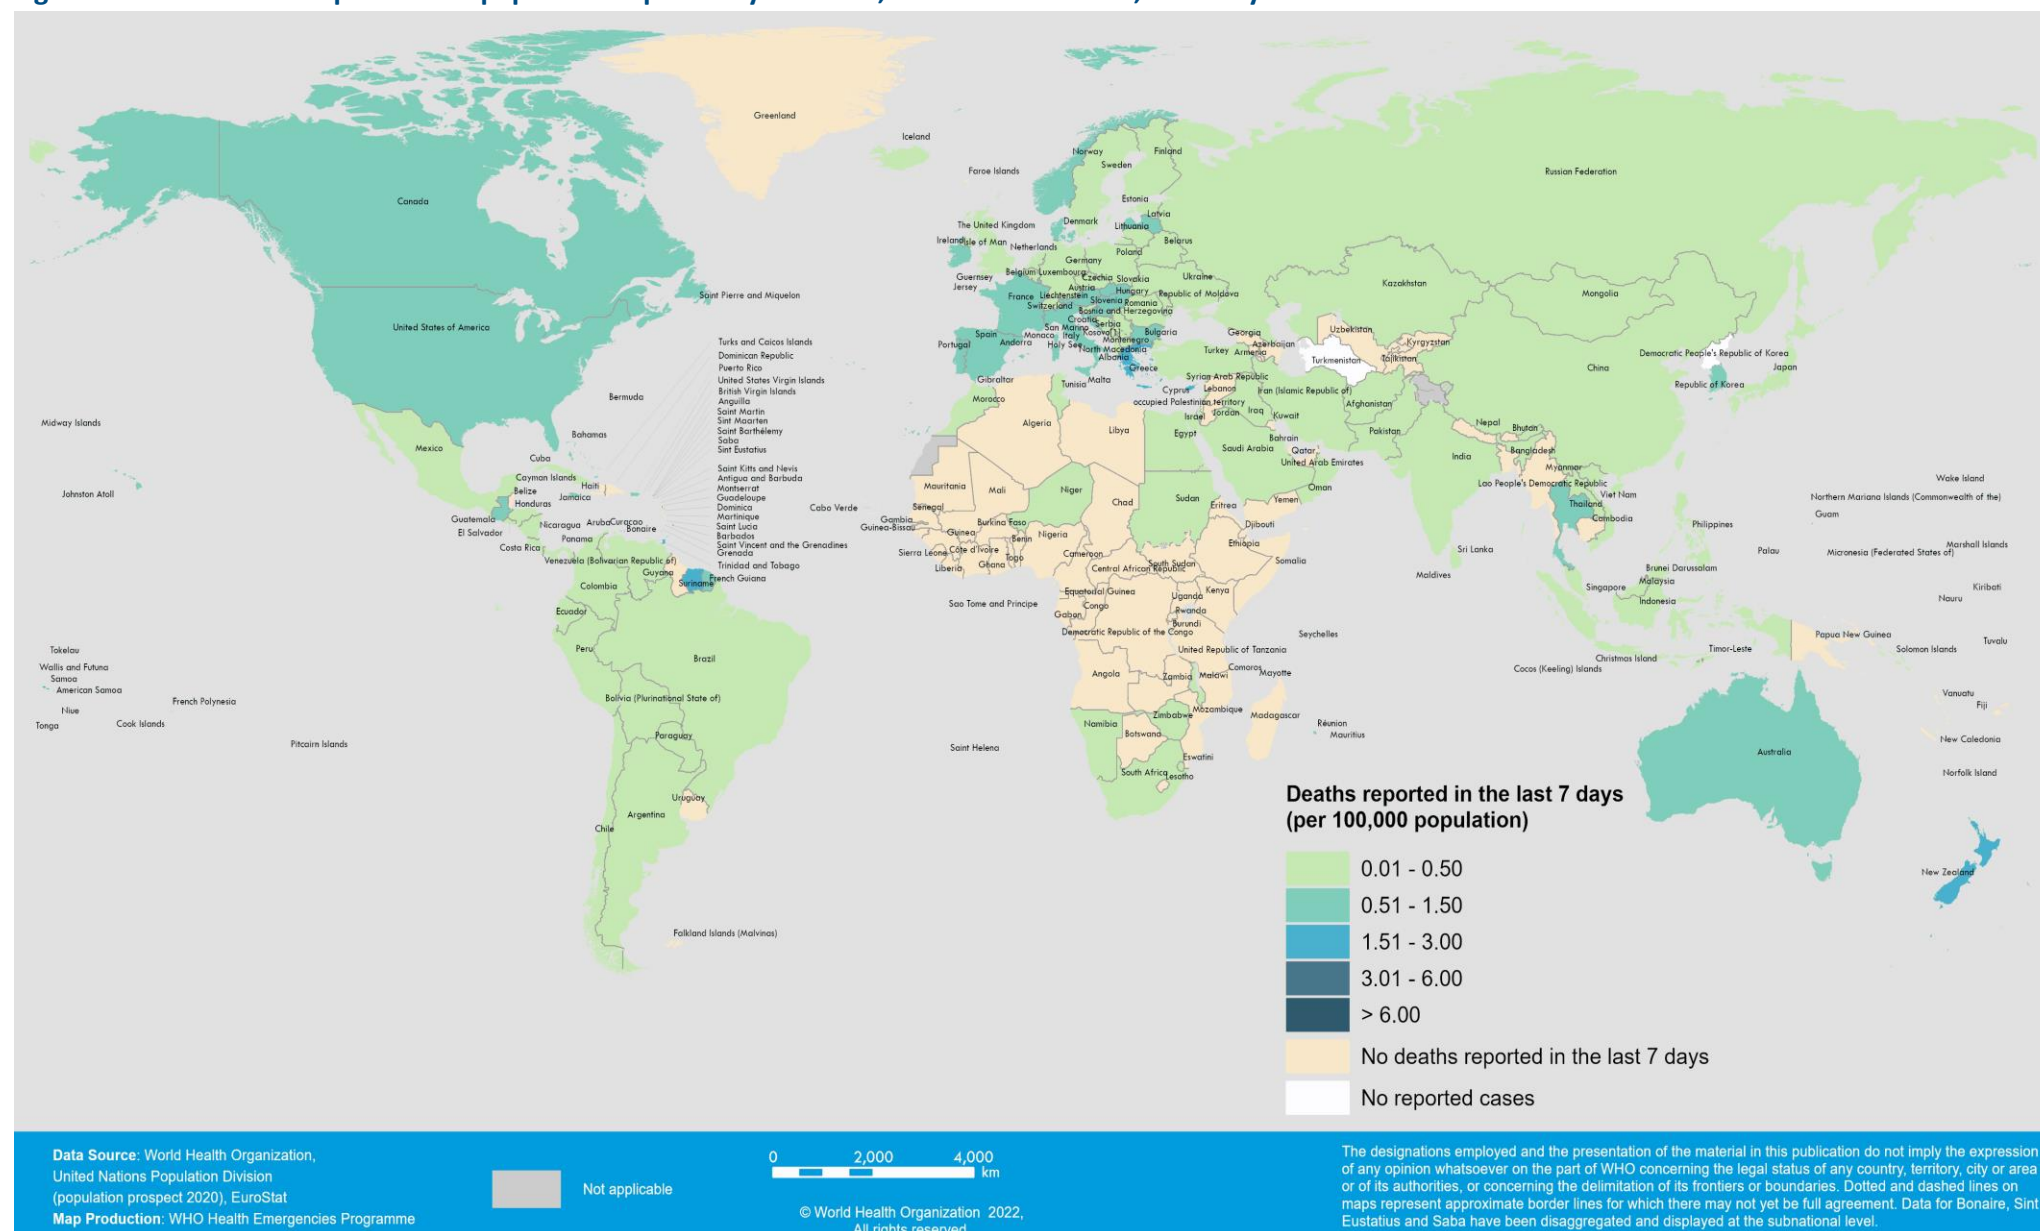 Greenland
Iceland
Faroe Islands
Norway
Sweden
Finland
Russian Federation
Canada
Estonia
Latvia
Lithuania
Denmark
The United Kingdom
Ireland
Isle of Man
Netherlands
Belarus
Poland
Germany
Belgium
Luxembourg
Czechia
Slovakia
Ukraine
Guernsey
Jersey
Austria
Hungary
Republic of Moldova
France
Liechtenstein
Switzerland
Slovenia
Romania
Bosnia and Herzegovina
Croatia
Serbia
San Marino
Monaco
Italy
Kosovo[1]
Bulgaria
Montenegro
Spain
Andorra
Portugal
Holy See
North Macedonia
Albania
Greece
Kazakhstan
Mongolia
Saint Pierre and Miquelon
United States of America
Georgia
Azerbaijan
Turkey
Armenia
Uzbekistan
Kyrgyzstan
Turkmenistan
Tajikistan
Democratic People's Republic of Korea
China
Japan
Republic of Korea
Gibraltar
Tunisia
Malta
Morocco
Cyprus
Syrian Arab Republic
Lebanon
Iran (Islamic Republic of)
occupied Palestinian territory
Israel
Jordan
Iraq
Kuwait
Afghanistan
Pakistan
Nepal
Bhutan
Bangladesh
Myanmar
India
Algeria
Libya
Egypt
Saudi Arabia
Bahrain
Qatar
United Arab Emirates
Oman
Turks and Caicos Islands
Dominican Republic
Puerto Rico
United States Virgin Islands
British Virgin Islands
Anguilla
Saint Martin
Sint Maarten
Saint Barthélemy
Saba
Sint Eustatius
Saint Kitts and Nevis
Antigua and Barbuda
Montserrat
Guadeloupe
Dominica
Martinique
Saint Lucia
Barbados
Saint Vincent and the Grenadines
Grenada
Trinidad and Tobago
Bermuda
Midway Islands
Bahamas
Mexico
Cuba
Cayman Islands
Haiti
Belize
Jamaica
Honduras
Johnston Atoll
Guatemala
El Salvador
Nicaragua
Aruba
Curaçao
Bonaire
Panama
Costa Rica
Venezuela (Bolivarian Republic of)
Guyana
Suriname
French Guiana
Colombia
Ecuador
Peru
Brazil
Bolivia (Plurinational State of)
Paraguay
Uruguay
Argentina
Chile
Falkland Islands (Malvinas)
Cabo Verde
Mauritania
Mali
Niger
Chad
Sudan
Eritrea
Yemen
Senegal
Gambia
Guinea-Bissau
Guinea
Burkina Faso
Benin
Nigeria
Djibouti
Ethiopia
Sierra Leone
Côte d'Ivoire
Togo
Ghana
Liberia
Cameroon
Central African Republic
South Sudan
Somalia
Equatorial Guinea
Uganda
Kenya
Sao Tome and Principe
Gabon
Congo
Rwanda
Burundi
Democratic Republic of the Congo
United Republic of Tanzania
Seychelles
Angola
Zambia
Malawi
Comoros
Mayotte
Mozambique
Zimbabwe
Madagascar
Namibia
Botswana
Réunion
Mauritius
Saint Helena
Eswatini
South Africa
Lesotho
Lao People's Democratic Republic
Viet Nam
Thailand
Cambodia
Philippines
Sri Lanka
Maldives
Brunei Darussalam
Malaysia
Singapore
Indonesia
Palau
Wake Island
Northern Mariana Islands (Commonwealth of the)
Guam
Marshall Islands
Micronesia (Federated States of)
Kiribati
Nauru
Papua New Guinea
Solomon Islands
Tuvalu
Timor-Leste
Christmas Island
Cocos (Keeling) Islands
Vanuatu
Fiji
New Caledonia
Norfolk Island
Australia
New Zealand
Tokelau
Wallis and Futuna
Samoa
American Samoa
Niue
French Polynesia
Tonga
Cook Islands
Pitcairn Islands
Deaths reported in the last 7 days
(per 100,000 population)
0.01 - 0.50
0.51 - 1.50
1.51 - 3.00
3.01 - 6.00
> 6.00
No deaths reported in the last 7 days
No reported cases
Data Source: World Health Organization,
United Nations Population Division
(population prospect 2020), EuroStat
Map Production: WHO Health Emergencies Programme
Not applicable
0 2,000 4,000
km
© World Health Organization 2022,
All rights reserved
The designations employed and the presentation of the material in this publication do not imply the expression
of any opinion whatsoever on the part of WHO concerning the legal status of any country, territory, city or area
or of its authorities, or concerning the delimitation of its frontiers or boundaries. Dotted and dashed lines on
maps represent approximate border lines for which there may not yet be full agreement. Data for Bonaire, Sint
Eustatius and Saba have been disaggregated and displayed at the subnational level.